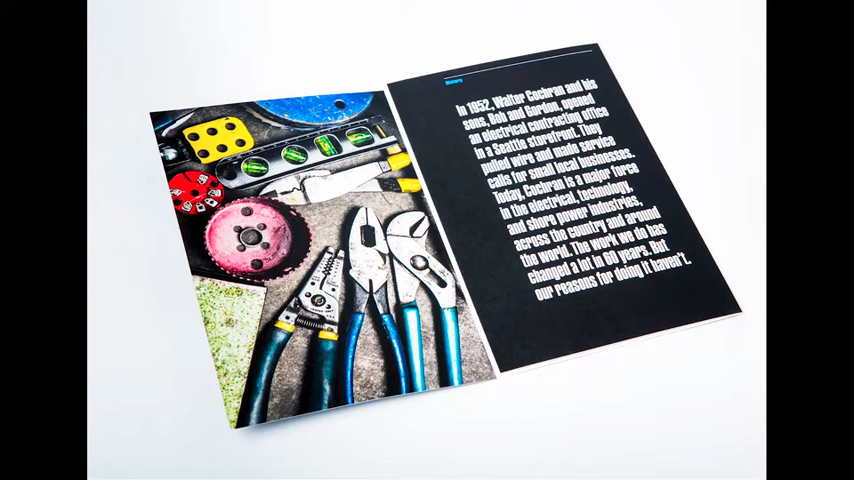 History
In 1952, Walter Cochran and his
sons, Bob and Gordon, opened
an electrical contracting office
in a Seattle storefront. They
pulled wire and made service
calls for small local businesses.
Today, Cochran is a major force
in the electrical, technology,
and shore power industries,
across the country and around
the world. The work we do has
changed a lot in 60 years. But
our reasons for doing it haven't.